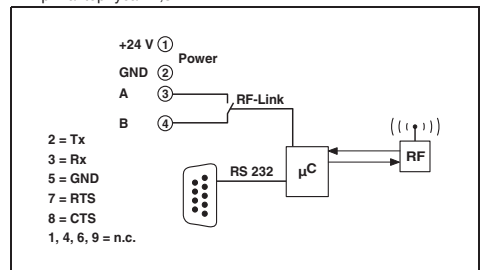 +24 V 1
Power
GND 2
A 3
RF-Link
B 4
2 = Tx
3 = Rx
5 = GND
7 = RTS
8 = CTS
1, 4, 6, 9 = n.c.
RS 232
µC
RF